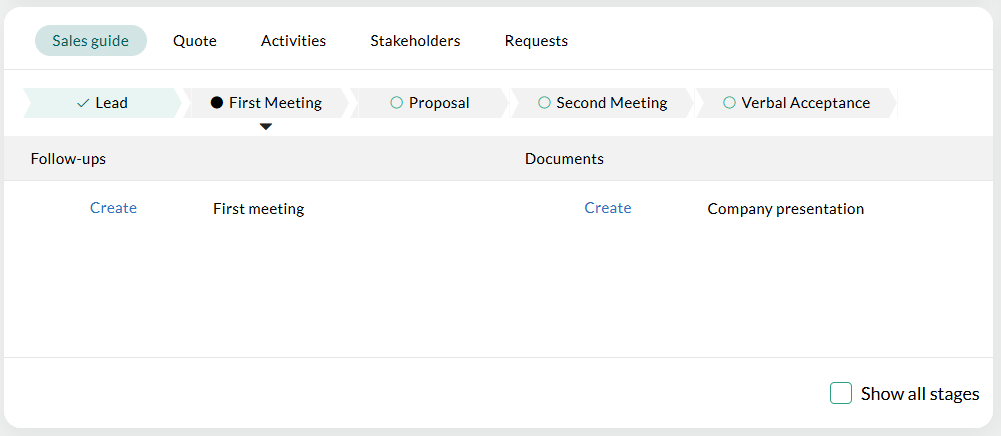 Sales guide Quote Activities Stakeholders Requests
Lead First Meeting Proposal Second Meeting Verbal Acceptance
Follow-ups Documents
Create First meeting Create Company presentation
Show all stages